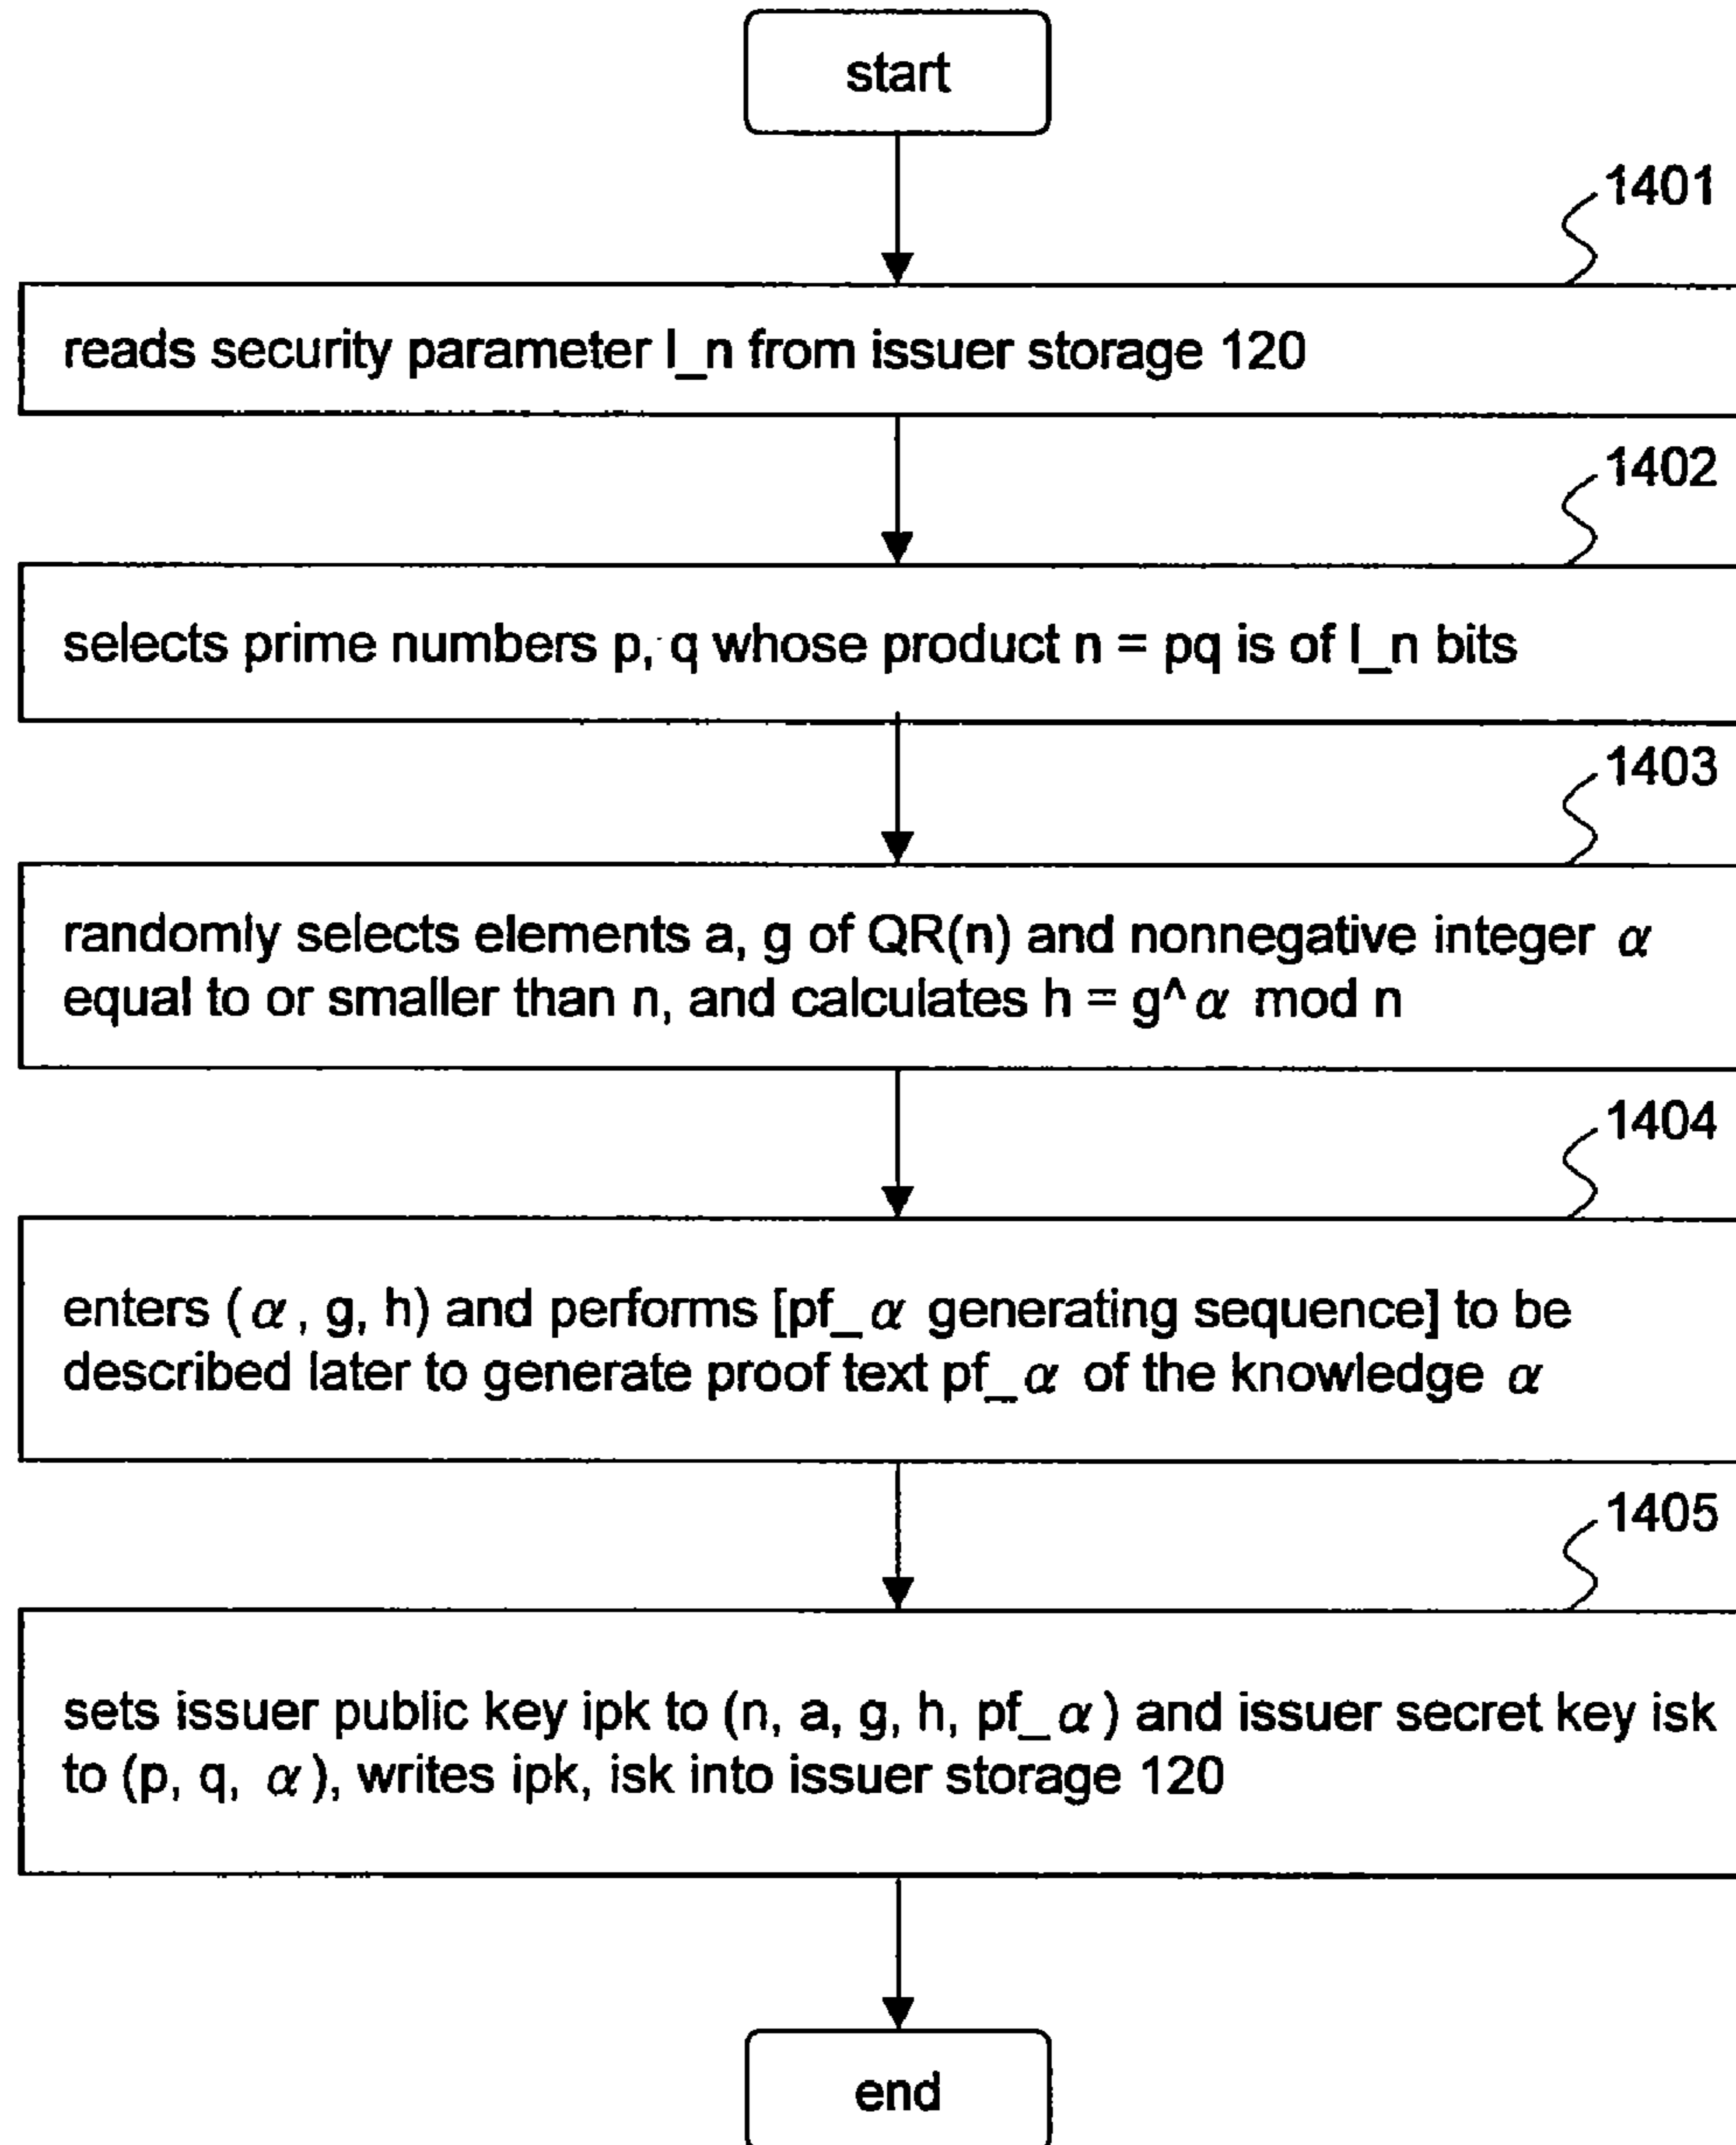 start
1401
reads security parameter l_n from issuer storage 120
1402
selects prime numbers p, q whose product n = pq is of l_n bits
1403
randomly selects elements a, g of QR(n) and nonnegative integer α
equal to or smaller than n, and calculates h = g^α mod n
1404
enters (α, g, h) and performs [pf_α generating sequence] to be
described later to generate proof text pf_α of the knowledge α
1405
sets issuer public key ipk to (n, a, g, h, pf_α) and issuer secret key isk
to (p, q, α), writes ipk, isk into issuer storage 120
end